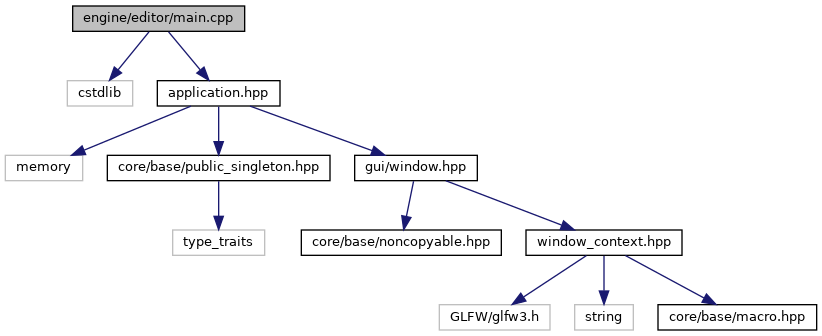 engine/editor/main.cpp
cstdlib
application.hpp
memory
core/base/public_singleton.hpp
gui/window.hpp
type_traits
core/base/noncopyable.hpp
window_context.hpp
GLFW/glfw3.h
string
core/base/macro.hpp